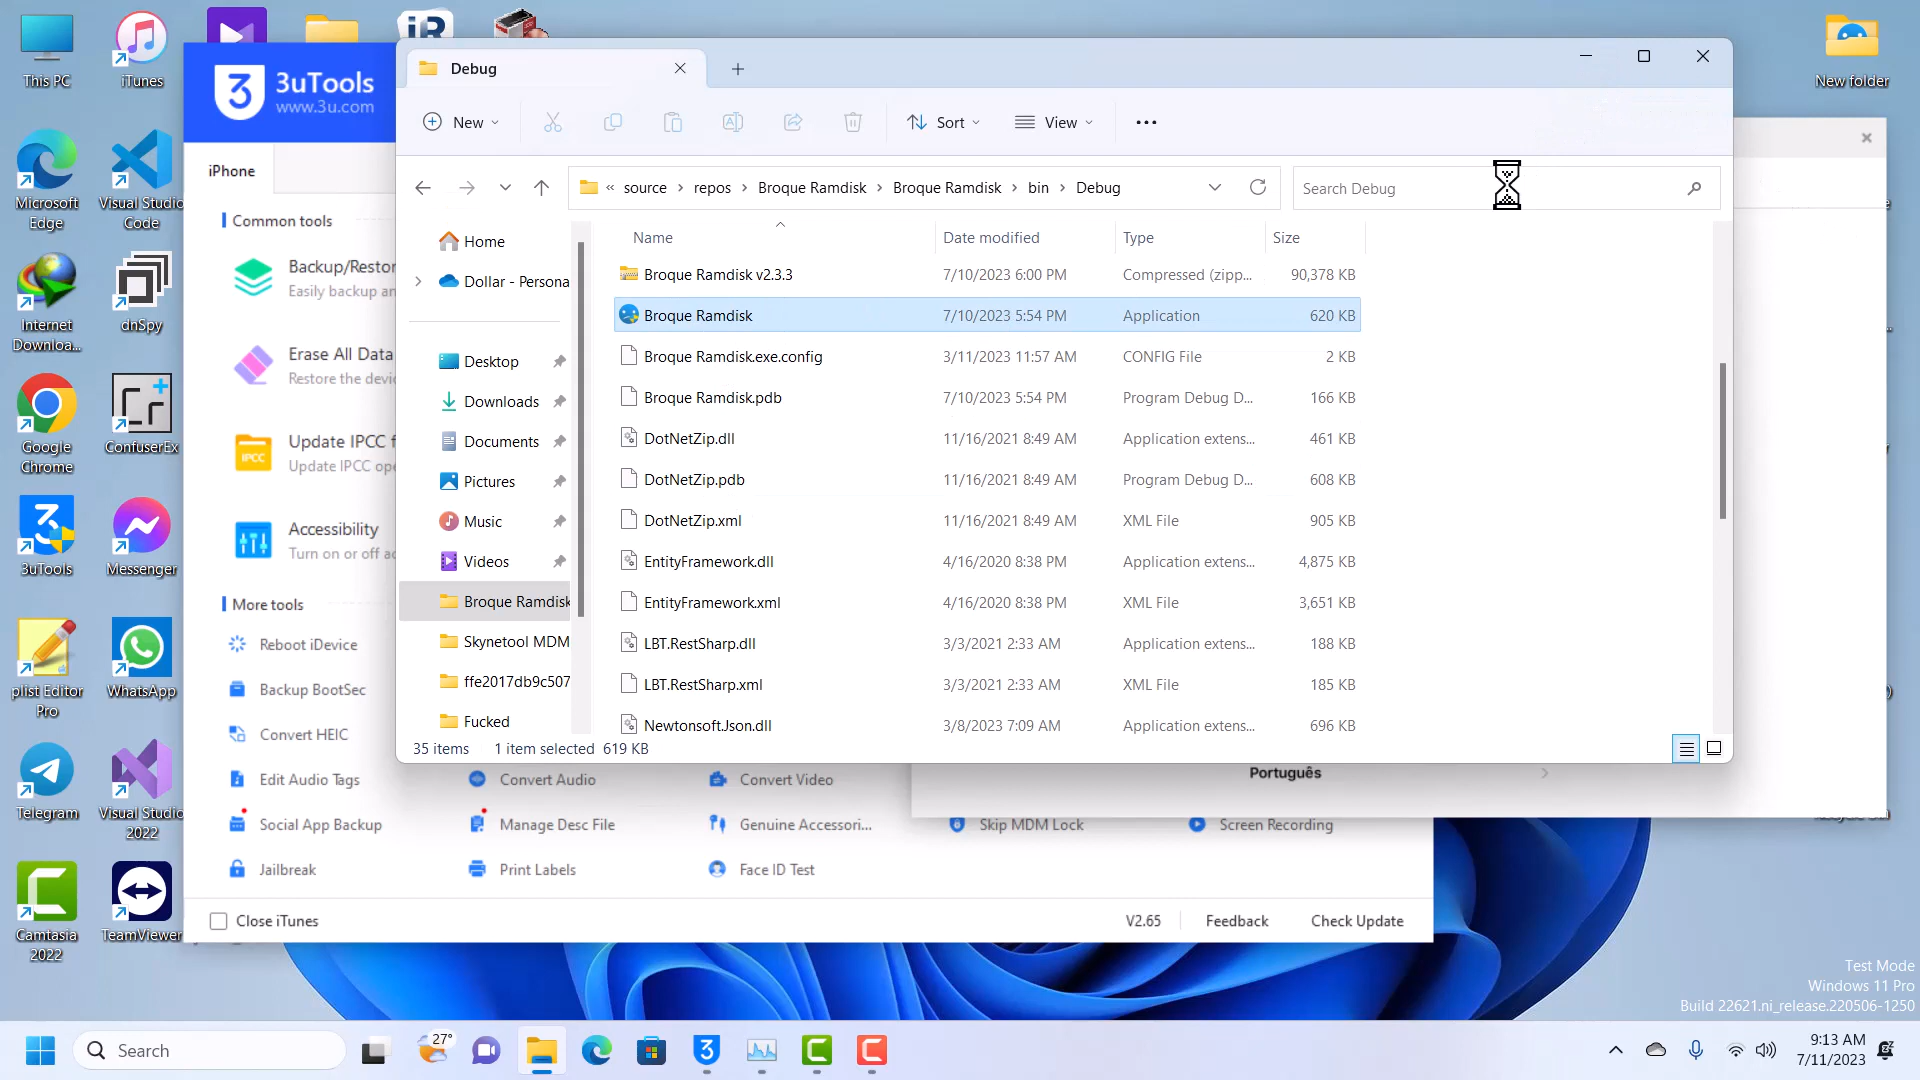 This PC
iTunes
iR
New folder
3uTools
www.3u.com
Debug
New
Sort
View
iPhone
source
repos
Broque Ramdisk
Broque Ramdisk
bin
Debug
Search Debug
Microsoft
Edge
Visual Studio
Code
Common tools
Home
Name
Date modified
Type
Size
Backup/Restor
Easily backup an
Dollar - Persona
Broque Ramdisk v2.3.3
7/10/2023 6:00 PM
Compressed (zipp...
90,378 KB
Broque Ramdisk
7/10/2023 5:54 PM
Application
620 KB
Internet
Downloa...
dnSpy
Erase All Data
Restore the devic
Desktop
Broque Ramdisk.exe.config
3/11/2023 11:57 AM
CONFIG File
2 KB
Downloads
Broque Ramdisk.pdb
7/10/2023 5:54 PM
Program Debug D...
166 KB
Google
Chrome
ConfuserEx
IPCC
Update IPCC f
Update IPCC ope
Documents
DotNetZip.dll
11/16/2021 8:49 AM
Application extens...
461 KB
Pictures
DotNetZip.pdb
11/16/2021 8:49 AM
Program Debug D...
608 KB
Accessibility
Turn on or off ac
Music
DotNetZip.xml
11/16/2021 8:49 AM
XML File
905 KB
3uTools
Messenger
Videos
EntityFramework.dll
4/16/2020 8:38 PM
Application extens...
4,875 KB
More tools
Broque Ramdisk
EntityFramework.xml
4/16/2020 8:38 PM
XML File
3,651 KB
Reboot iDevice
Skynetool MDM
LBT.RestSharp.dll
3/3/2021 2:33 AM
Application extens...
188 KB
plist Editor
Pro
WhatsApp
Backup BootSec
ffe2017db9c507
LBT.RestSharp.xml
3/3/2021 2:33 AM
XML File
185 KB
Convert HEIC
Fucked
Newtonsoft.Json.dll
3/8/2023 7:09 AM
Application extens...
696 KB
35 items
1 item selected
619 KB
Português
Edit Audio Tags
Convert Audio
Convert Video
Telegram
Visual Studio
2022
Social App Backup
Manage Desc File
Genuine Accessori...
Skip MDM Lock
Screen Recording
Jailbreak
Print Labels
Face ID Test
Camtasia
2022
TeamViewer
Close iTunes
V2.65
Feedback
Check Update
Test Mode
Windows 11 Pro
Build 22621.ni_release.220506-1250
Search
27°
9:13 AM
7/11/2023